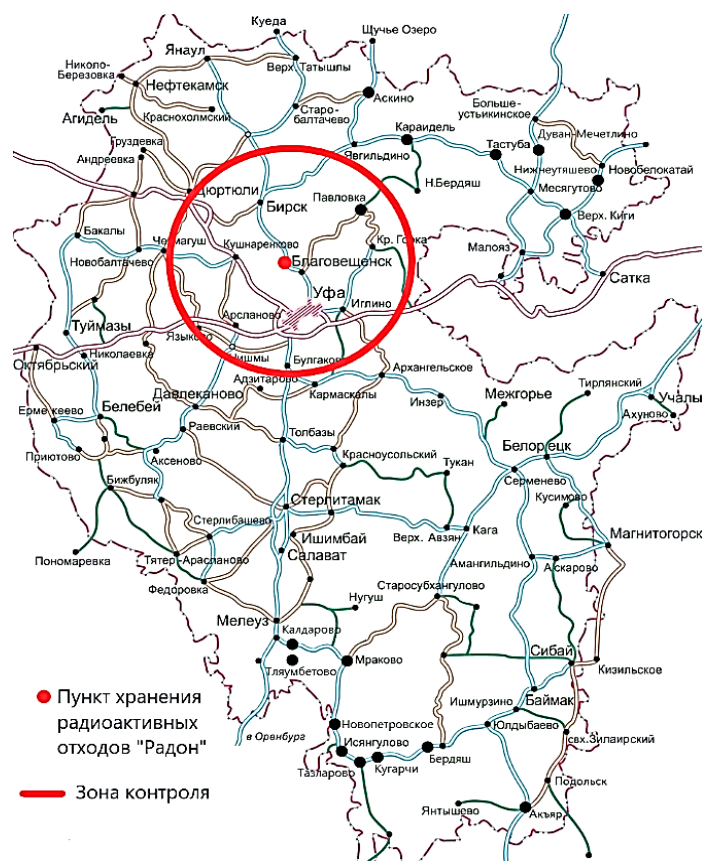 Куеда
Щучье Озеро
Янаул
Верх. Татышлы
Николо-
Березовка
Нефтекамск
Аскино
Краснохолмский
Старо-
балтачево
Больше-
устьикинское
Агидель
Груздевка
Караидель
Дуван-Мечетлино
Тастуба
Андреевка
Явгильдино
Нижнеутяшево
Новобелокатай
Дюртюли
Павловка
Н.Бердяш
Месягутово
Бирск
Верх. Киги
Бакалы
Чекмагуш
Кушнаренково
Кр. Горка
Малояз
Новобалтачево
Благовещенск
Сатка
Уфа
Иглино
Арсланово
Туймазы
Языково
Николаевка
Чишмы
Булгаково
Октябрьский
Архангельское
Адзитарово
Кармаскалы
Межгорье
Тирлянский
Учалы
Давлеканово
Инзер
Ахуново
Ермекеево
Белебей
Раевский
Толбазы
Белорецк
Приютово
Аксеново
Красноусольский
Тукан
Серменево
Бижбуляк
Кусимово
Стерлитамак
Стерлибашево
Верх. Авзян
Кага
Магнитогорск
Ишимбай
Пономаревка
Тятер-Арасланово
Салават
Амангильдино
Аскарово
Федоровка
Старосубхангулово
Нугуш
Мелеуз
Калдарово
Сибай
Мраково
Кизильское
Тляумбетово
Ишмурзино
Баймак
Пункт хранения
радиоактивных
отходов "Радон"
Новопетровское
Юлдыбаево
в Оренбург
Исянгулово
свх.Зилаирский
Бердяш
Тазларово
Кугарчи
Подольск
Зона контроля
Янтышево
Акъяр